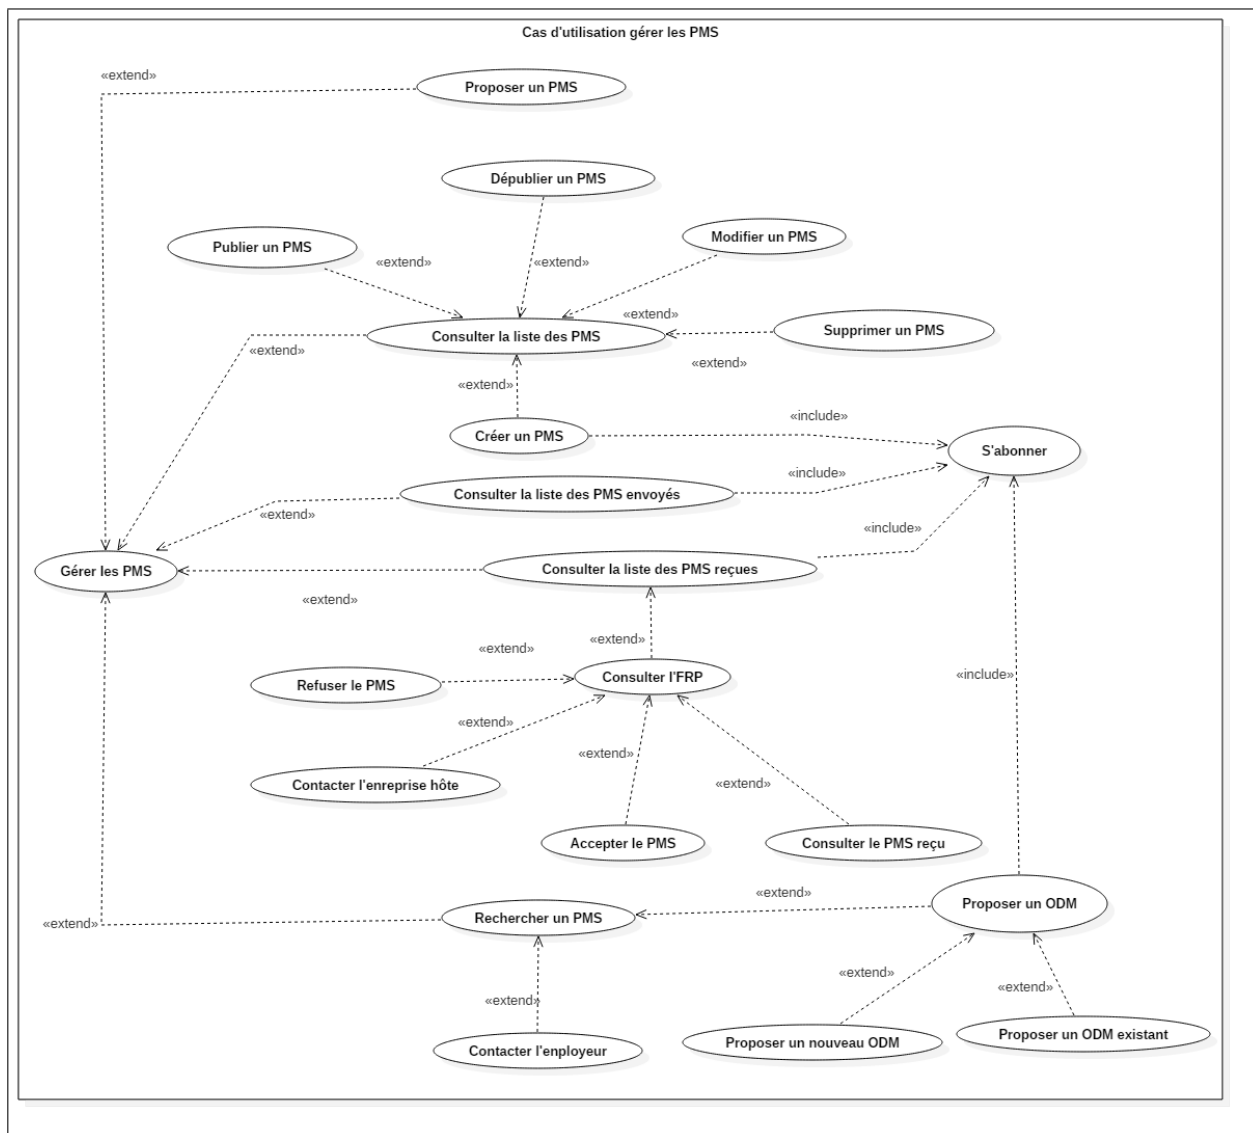 Cas d'utilisation gérer les PMS
«extend»
Proposer un PMS
Dépublier un PMS
Publier un PMS
Modifier un PMS
«extend»
«extend»
«extend»
Supprimer un PMS
Consulter la liste des PMS
«extend»
«extend»
«extend»
«include»
Créer un PMS
S'abonner
«include»
Consulter la liste des PMS envoyés
«extend»
«include»
Consulter la liste des PMS reçues
Gérer les PMS
«extend»
«extend»
«extend»
«include»
Consulter l'FRP
Refuser le PMS
«extend»
«extend»
«extend»
Contacter l'enreprise hôte
Accepter le PMS
Consulter le PMS reçu
«extend»
Proposer un ODM
Rechercher un PMS
«extend»
«extend»
«extend»
«extend»
Proposer un ODM existant
Proposer un nouveau ODM
Contacter l'enployeur